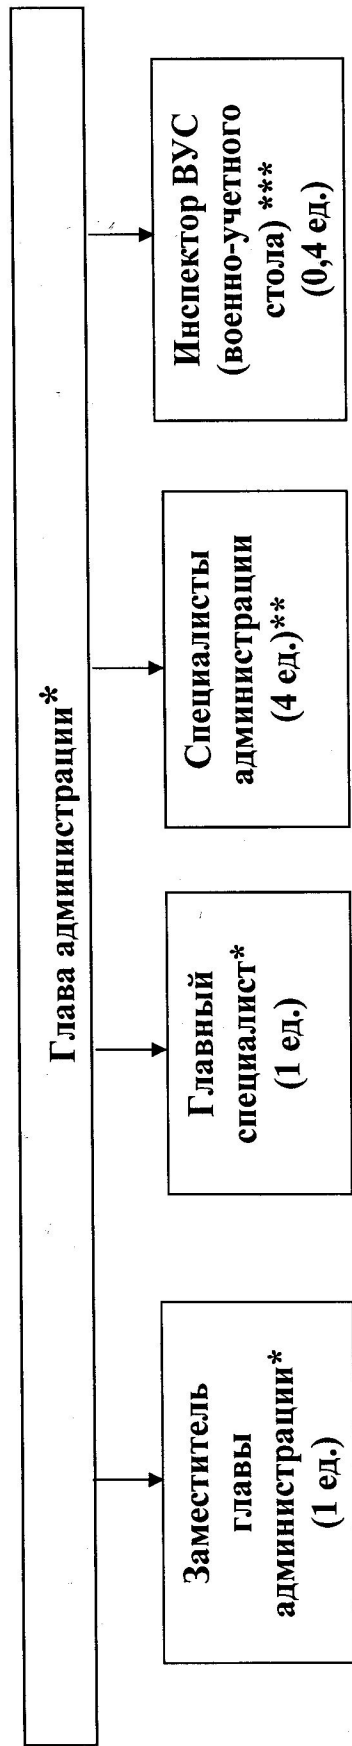 Глава администрации*
Заместитель
главы
администрации*
(1 ед.)
Главный
специалист*
(1 ед.)
Специалисты
администрации
(4 ед.)**
Инспектор ВУС
(военно-учетного
стола) ***
(0,4 ед.)